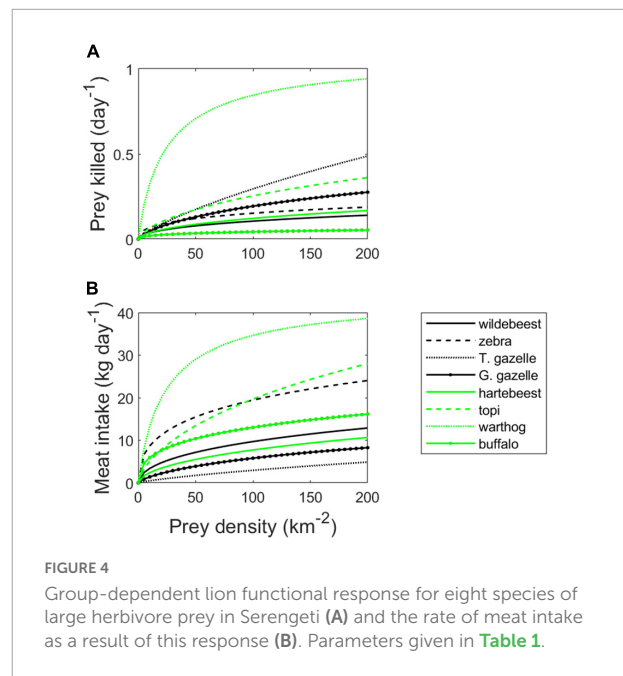 A
Prey killed (day⁻¹)
1
0.5
0
0 50 100 150 200
B
Meat intake (kg day⁻¹)
40
30
20
10
0
0 50 100 150 200
Prey density (km⁻²)
wildebeest
zebra
T. gazelle
G. gazelle
hartebeest
topi
warthog
buffalo
FIGURE 4
Group-dependent lion functional response for eight species of
large herbivore prey in Serengeti (A) and the rate of meat intake
as a result of this response (B). Parameters given in Table 1.